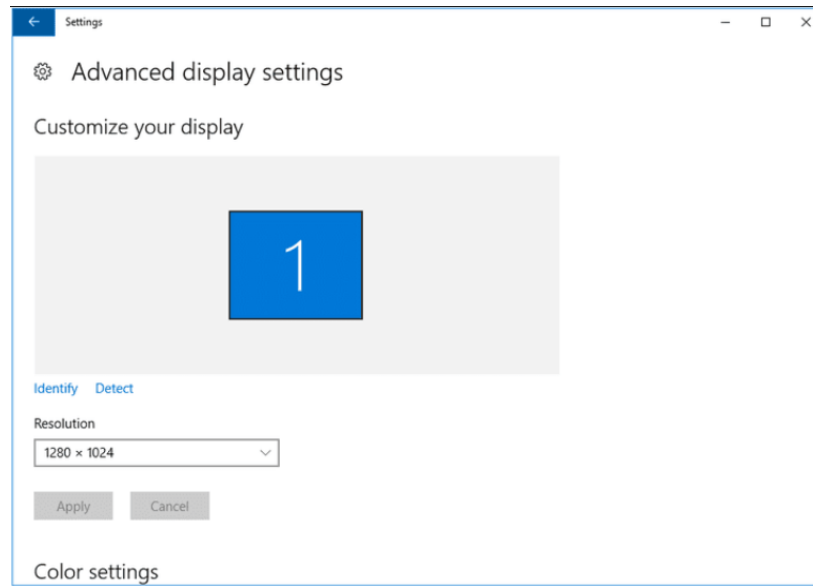 Settings
Advanced display settings
Customize your display
1
Identify Detect
Resolution
1280 × 1024
Apply Cancel
Color settings